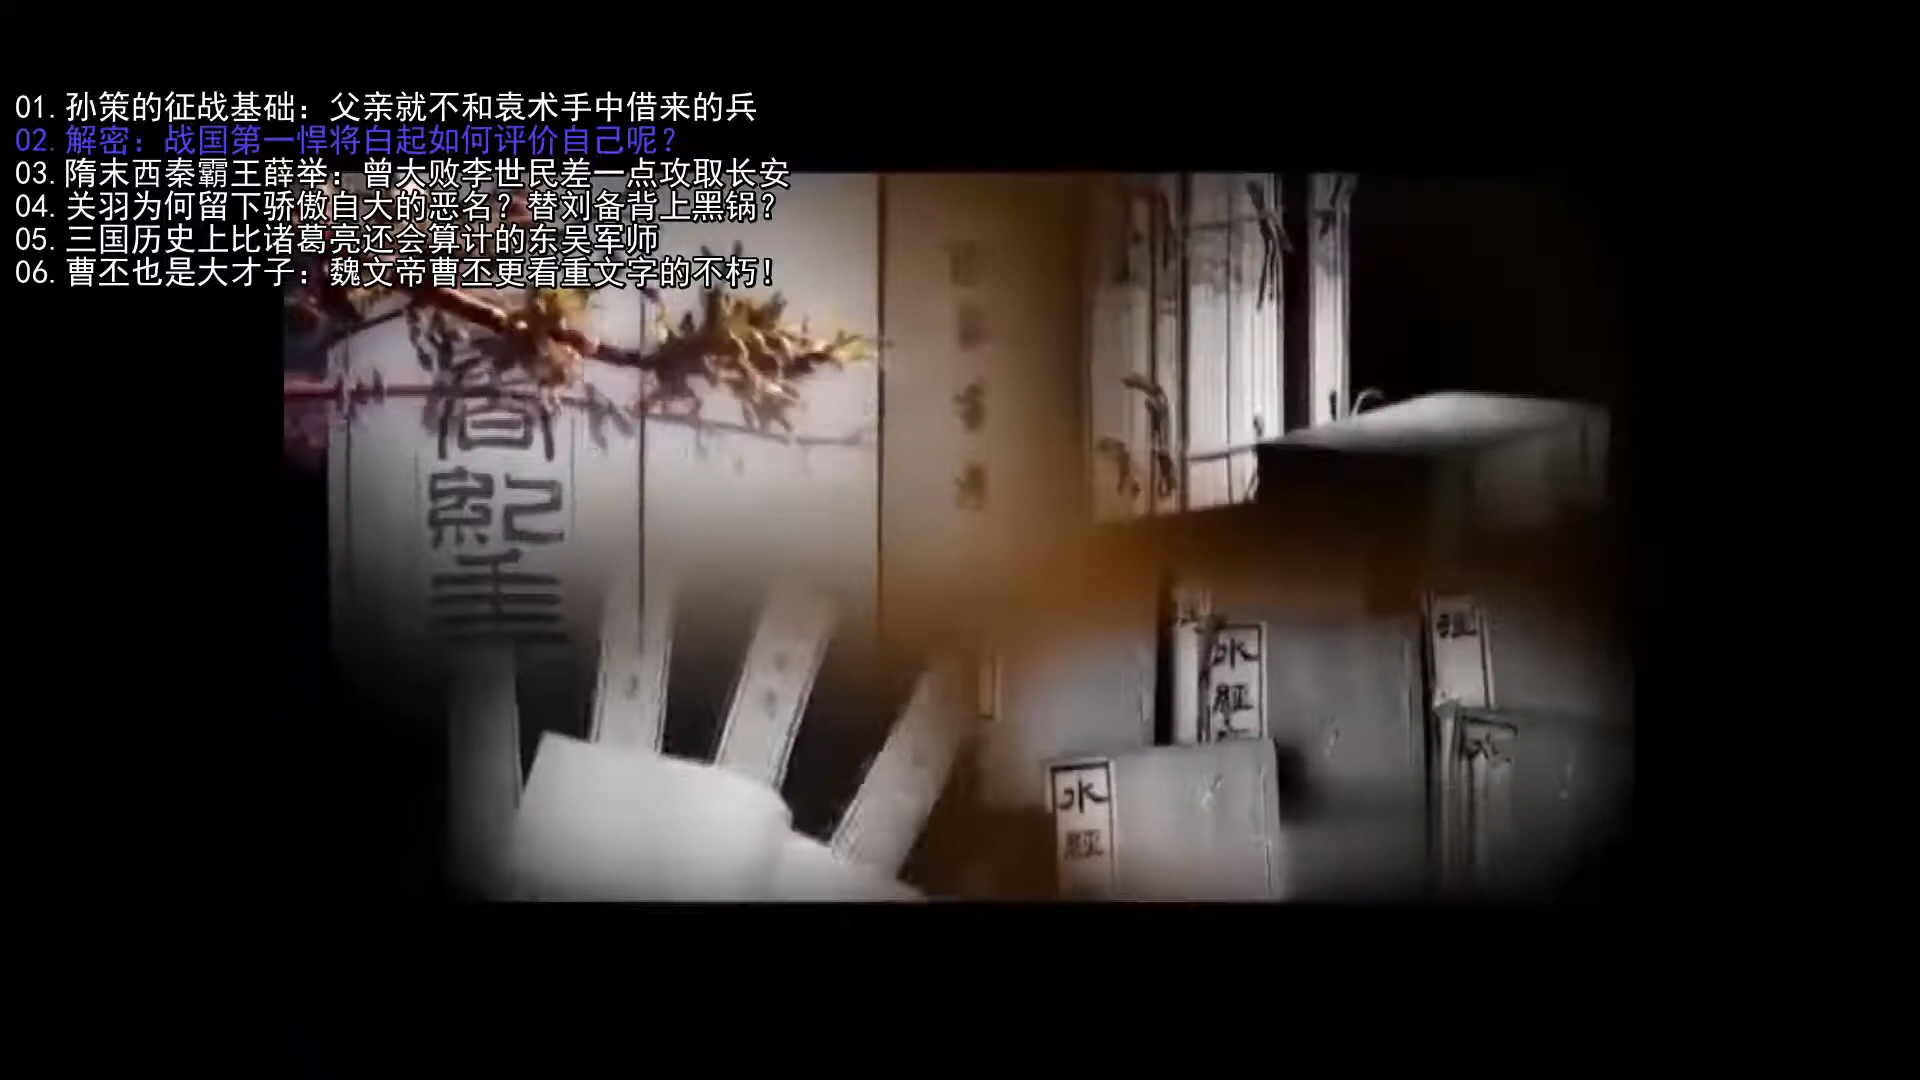 01. 孙策的征战基础：父亲就不和袁术手中借来的兵
02. 解密：战国第一悍将白起如何评价自己呢？
03. 隋末西秦霸王薛举：曾大败李世民差一点攻取长安
04. 关羽为何留下骄傲自大的恶名？替刘备背上黑锅？
05. 三国历史上比诸葛亮还会算计的东吴军师
06. 曹丕也是大才子：魏文帝曹丕更看重文字的不朽！
水經
水經